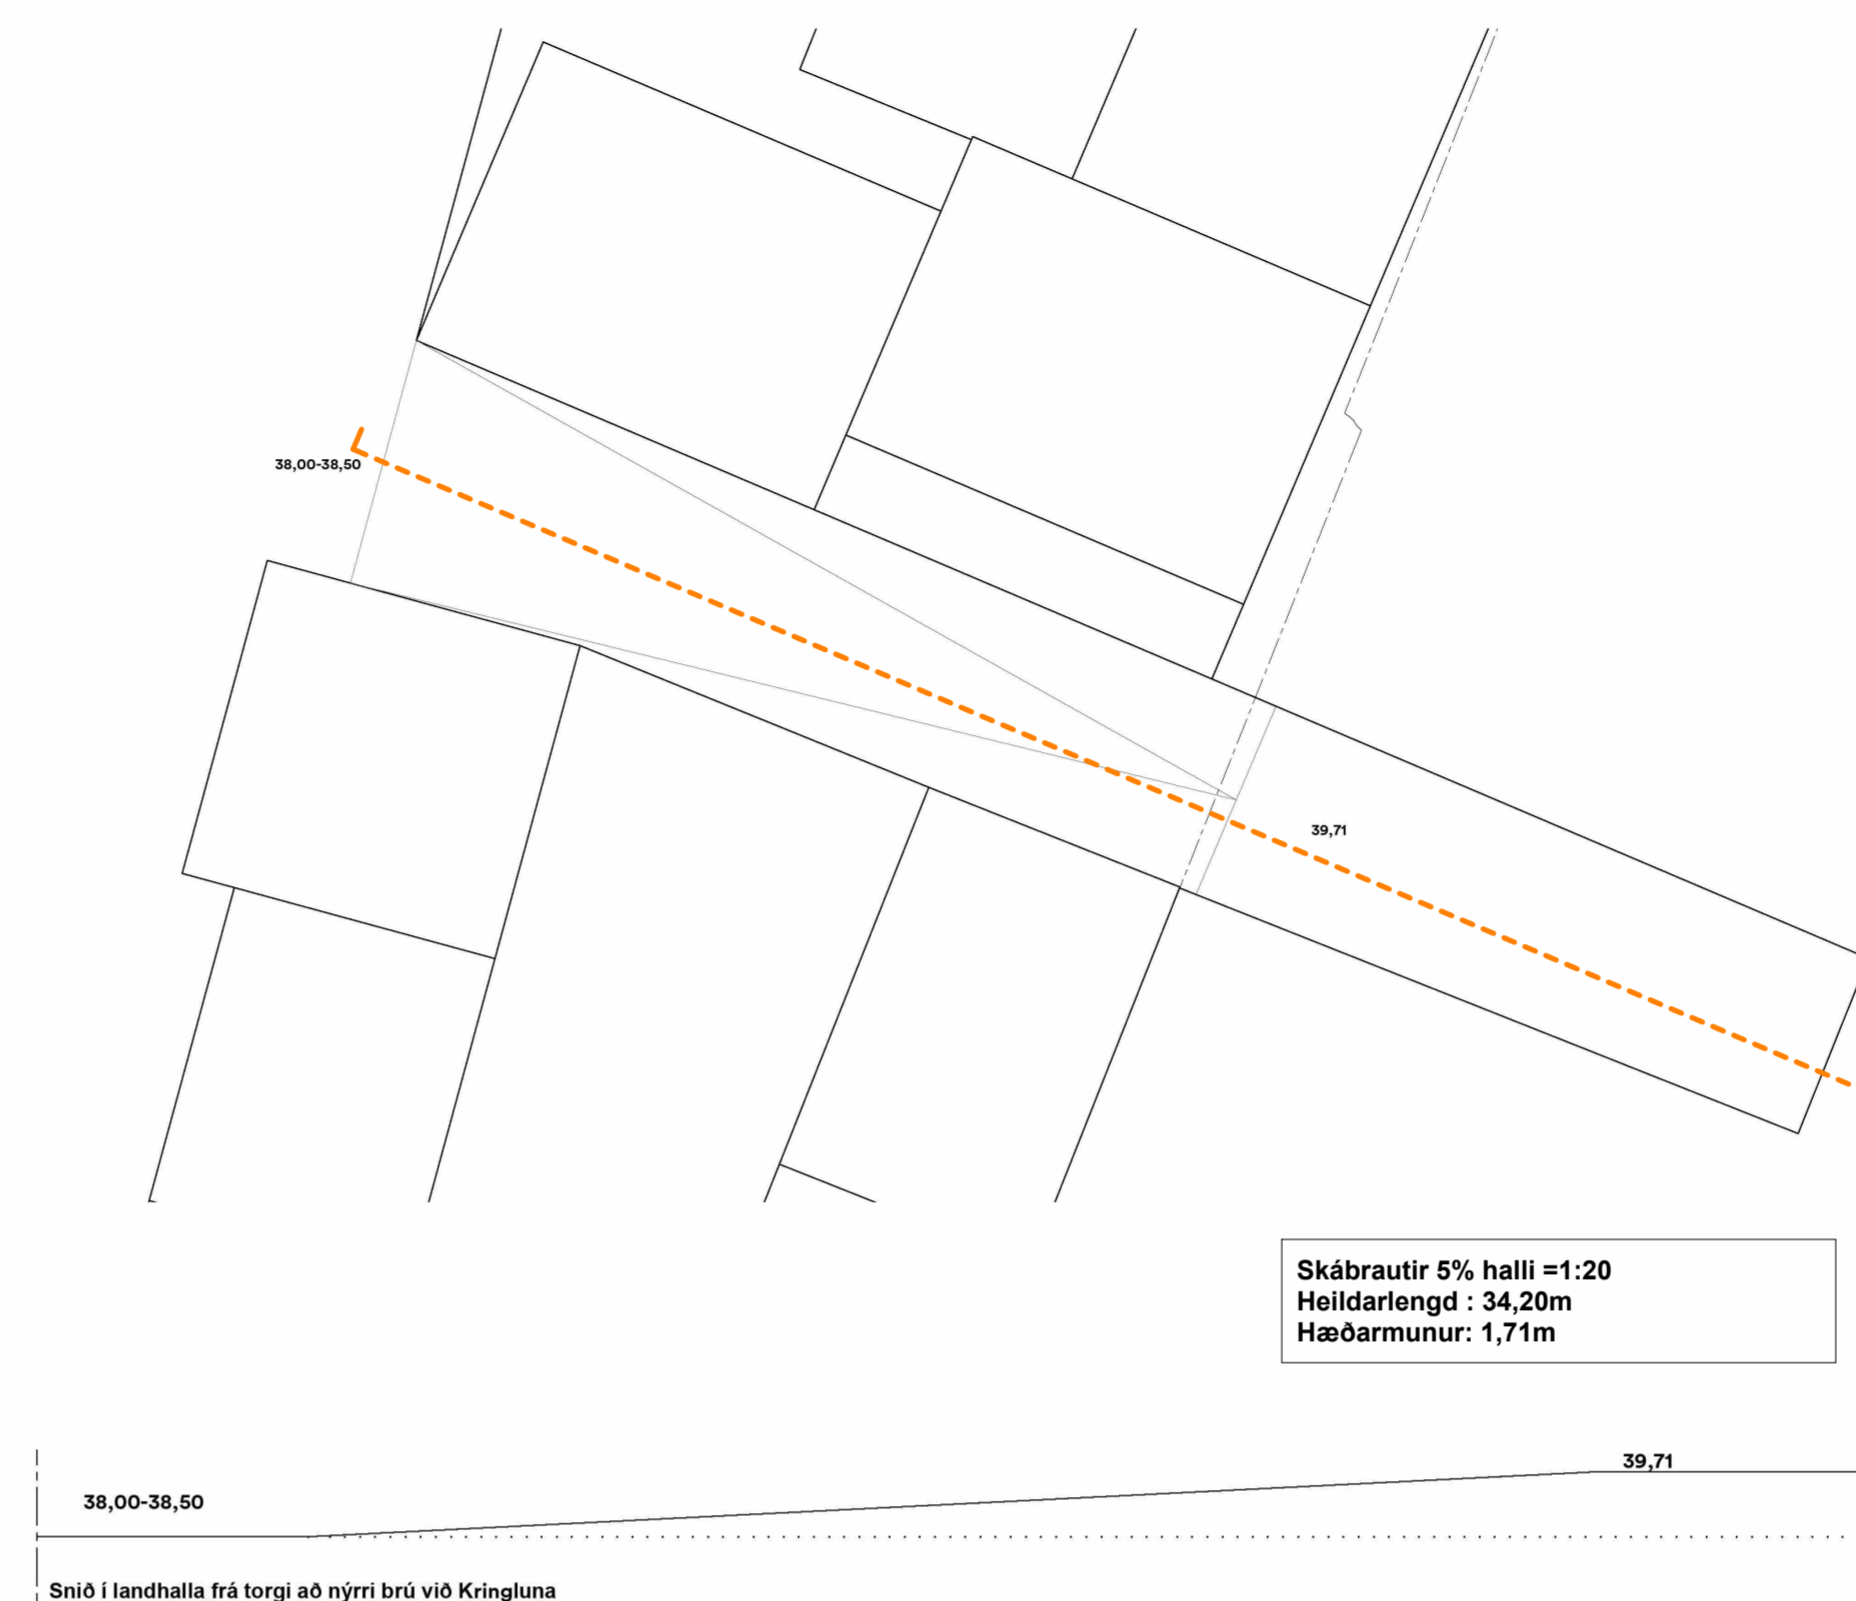 38,00-38,50
39,71
Skábrautir 5% halli =1:20
Heildarlengd : 34,20m
Hæðarmunur: 1,71m
39,71
38,00-38,50
Snið í landhalla frá torgi að nýrri brú við Kringluna